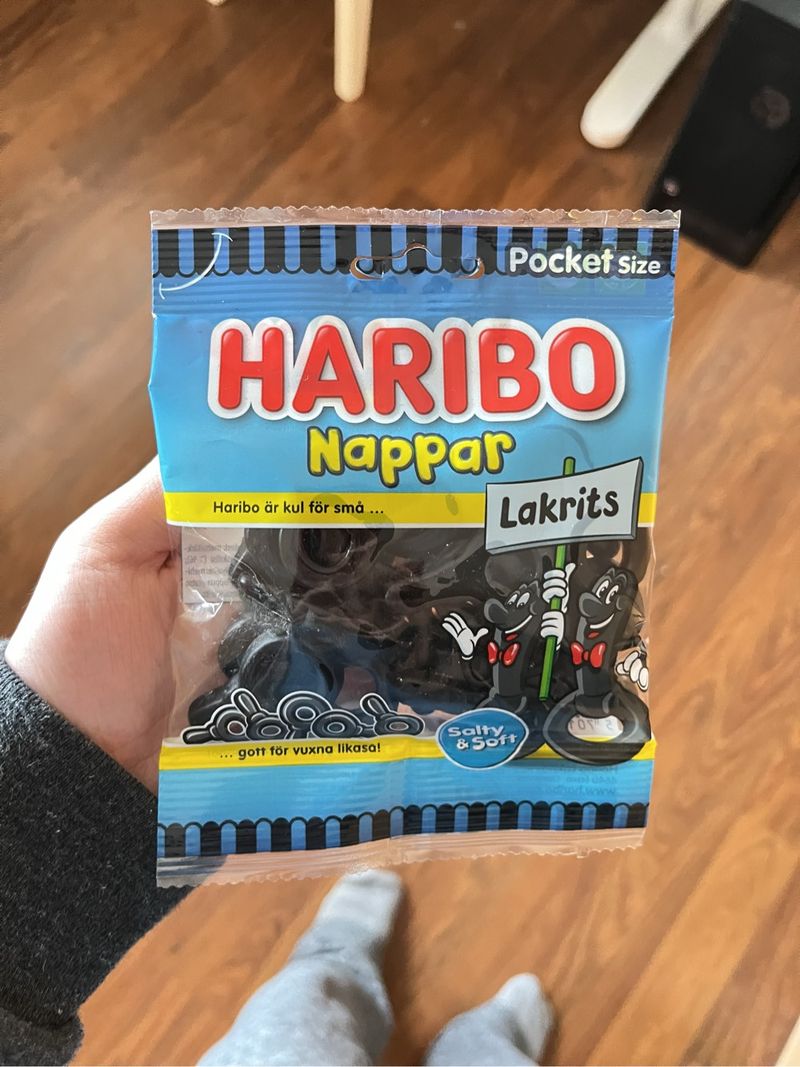 Pocket Size
HARIBO
Nappar
Haribo är kul för små ...
Lakrits
Salty
& Soft
... gott för vuxna likaså!